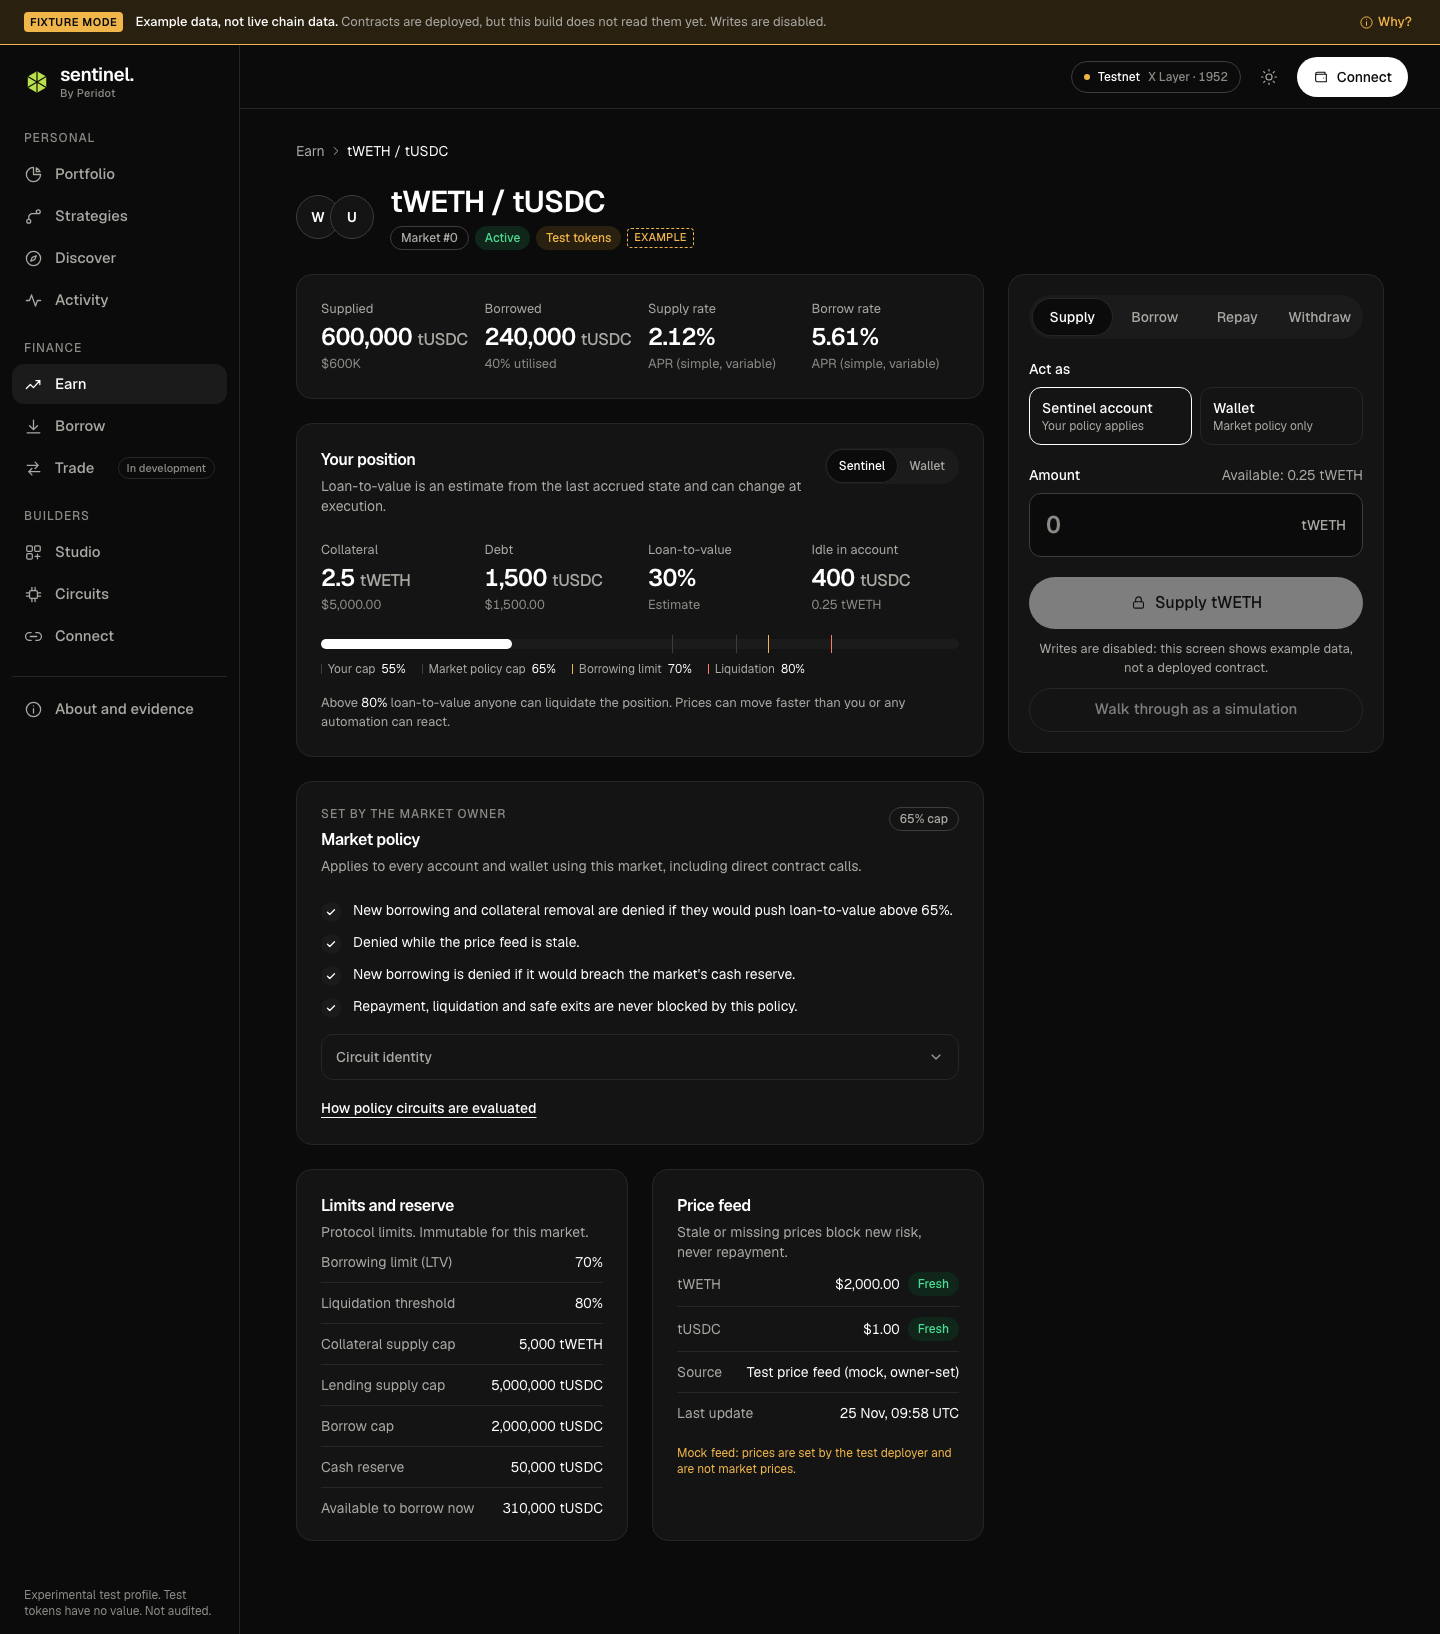 FIXTURE MODE Example data, not live chain data. Contracts are deployed, but this build does not read them yet. Writes are disabled. Why?
sentinel.
By Peridot
Testnet X Layer · 1952 Connect
PERSONAL
Portfolio
Strategies
Discover
Activity
FINANCE
Earn
Borrow
Trade In development
BUILDERS
Studio
Circuits
Connect
About and evidence
Experimental test profile. Test
tokens have no value. Not audited.
Earn > tWETH / tUSDC
W U
tWETH / tUSDC
Market #0 Active Test tokens EXAMPLE
Supplied Borrowed Supply rate Borrow rate
600,000 tUSDC 240,000 tUSDC 2.12% 5.61%
$600K 40% utilised APR (simple, variable) APR (simple, variable)
Your position
Sentinel Wallet
Loan-to-value is an estimate from the last accrued state and can change at
execution.
Collateral Debt Loan-to-value Idle in account
2.5 tWETH 1,500 tUSDC 30% 400 tUSDC
$5,000.00 $1,500.00 Estimate 0.25 tWETH
Your cap 55% Market policy cap 65% Borrowing limit 70% Liquidation 80%
Above 80% loan-to-value anyone can liquidate the position. Prices can move faster than you or any
automation can react.
SET BY THE MARKET OWNER
65% cap
Market policy
Applies to every account and wallet using this market, including direct contract calls.
New borrowing and collateral removal are denied if they would push loan-to-value above 65%.
Denied while the price feed is stale.
New borrowing is denied if it would breach the market's cash reserve.
Repayment, liquidation and safe exits are never blocked by this policy.
Circuit identity
How policy circuits are evaluated
Limits and reserve
Protocol limits. Immutable for this market.
Borrowing limit (LTV) 70%
Liquidation threshold 80%
Collateral supply cap 5,000 tWETH
Lending supply cap 5,000,000 tUSDC
Borrow cap 2,000,000 tUSDC
Cash reserve 50,000 tUSDC
Available to borrow now 310,000 tUSDC
Price feed
Stale or missing prices block new risk,
never repayment.
tWETH $2,000.00 Fresh
tUSDC $1.00 Fresh
Source Test price feed (mock, owner-set)
Last update 25 Nov, 09:58 UTC
Mock feed: prices are set by the test deployer and
are not market prices.
Supply Borrow Repay Withdraw
Act as
Sentinel account Wallet
Your policy applies Market policy only
Amount Available: 0.25 tWETH
0 tWETH
Supply tWETH
Writes are disabled: this screen shows example data,
not a deployed contract.
Walk through as a simulation